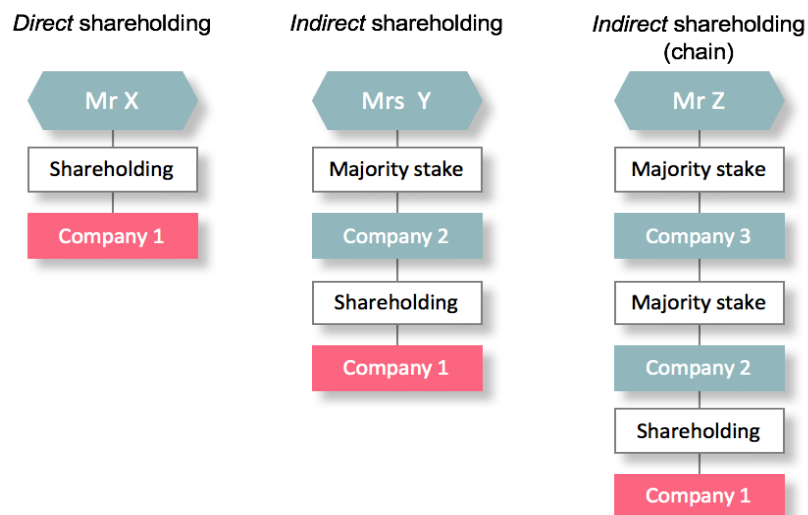 Direct shareholding
Mr X
Shareholding
Company 1
Indirect shareholding
Mrs Y
Majority stake
Company 2
Shareholding
Company 1
Indirect shareholding
(chain)
Mr Z
Majority stake
Company 3
Majority stake
Company 2
Shareholding
Company 1